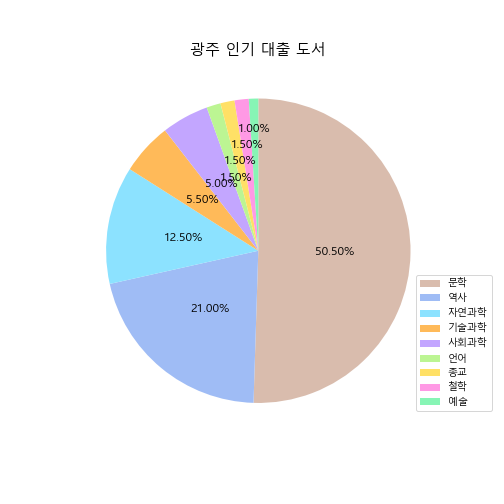 광주 인기 대출 도서
1.00%
1.50%
1.50%
1.50%
5.00%
5.50%
12.50%
50.50%
21.00%
문학
역사
자연과학
기술과학
사회과학
언어
종교
철학
예술